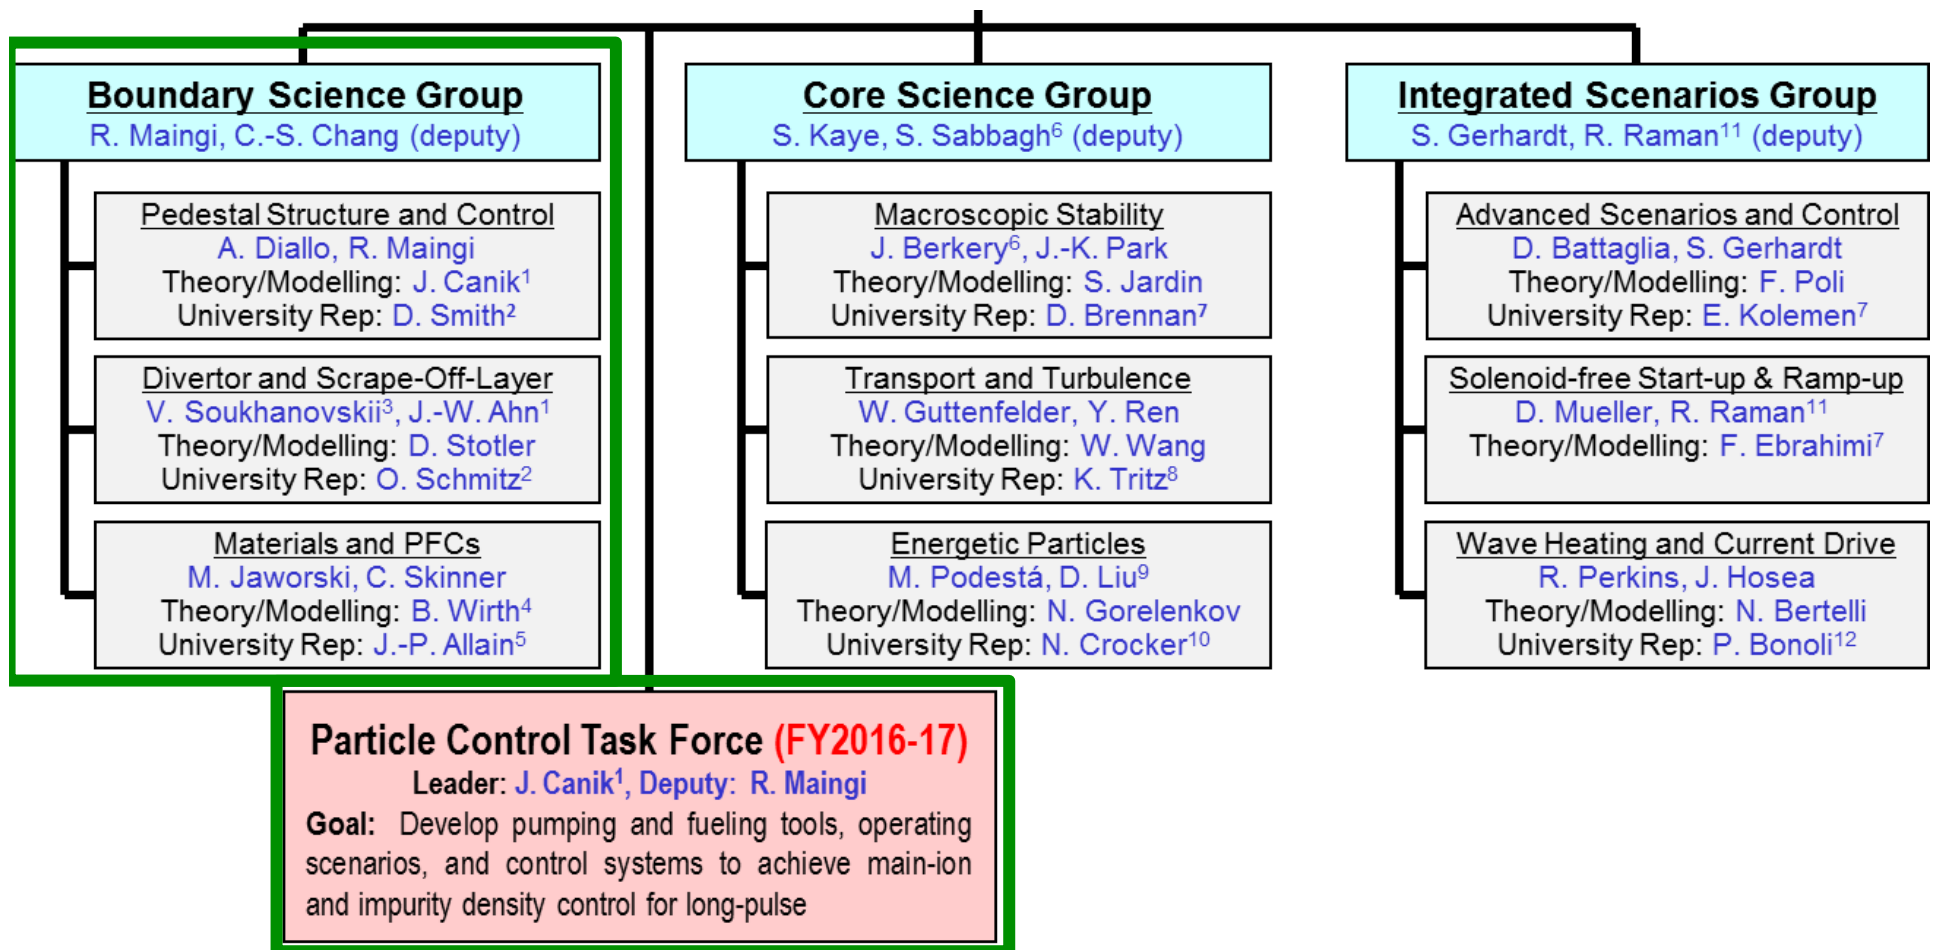 Boundary Science Group
R. Maingi, C.-S. Chang (deputy)
Pedestal Structure and Control
A. Diallo, R. Maingi
Theory/Modelling: J. Canik¹
University Rep: D. Smith²
Divertor and Scrape-Off-Layer
V. Soukhanovskii³, J.-W. Ahn¹
Theory/Modelling: D. Stotler
University Rep: O. Schmitz²
Materials and PFCs
M. Jaworski, C. Skinner
Theory/Modelling: B. Wirth⁴
University Rep: J.-P. Allain⁵
Core Science Group
S. Kaye, S. Sabbagh⁶ (deputy)
Macroscopic Stability
J. Berkery⁶, J.-K. Park
Theory/Modelling: S. Jardin
University Rep: D. Brennan⁷
Transport and Turbulence
W. Guttenfelder, Y. Ren
Theory/Modelling: W. Wang
University Rep: K. Tritz⁸
Energetic Particles
M. Podestá, D. Liu⁹
Theory/Modelling: N. Gorelenkov
University Rep: N. Crocker¹⁰
Integrated Scenarios Group
S. Gerhardt, R. Raman¹¹ (deputy)
Advanced Scenarios and Control
D. Battaglia, S. Gerhardt
Theory/Modelling: F. Poli
University Rep: E. Kolemen⁷
Solenoid-free Start-up & Ramp-up
D. Mueller, R. Raman¹¹
Theory/Modelling: F. Ebrahimi⁷
Wave Heating and Current Drive
R. Perkins, J. Hosea
Theory/Modelling: N. Bertelli
University Rep: P. Bonoli¹²
Particle Control Task Force (FY2016-17)
Leader: J. Canik¹, Deputy: R. Maingi
Goal: Develop pumping and fueling tools, operating
scenarios, and control systems to achieve main-ion
and impurity density control for long-pulse